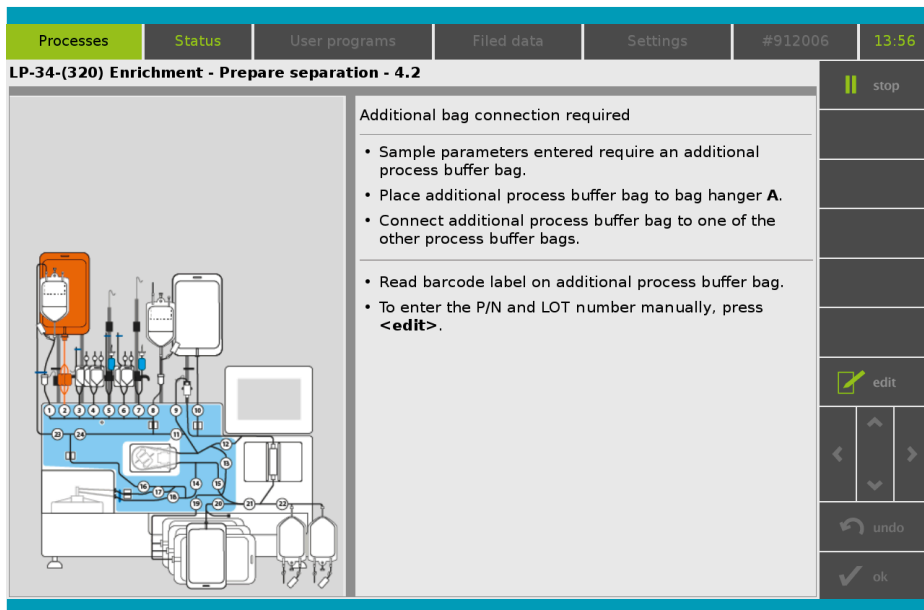 Processes
Status
User programs
Filed data
Settings
#912006
13:56
LP-34-(320) Enrichment - Prepare separation - 4.2
stop
Additional bag connection required
• Sample parameters entered require an additional
process buffer bag.
• Place additional process buffer bag to bag hanger A.
• Connect additional process buffer bag to one of the
other process buffer bags.
• Read barcode label on additional process buffer bag.
• To enter the P/N and LOT number manually, press
<edit>.
edit
undo
ok
1 2 3 4 5 6 7 8 9 10
23 24 11
12
13
14 15
16 17 18
19 20 21 22